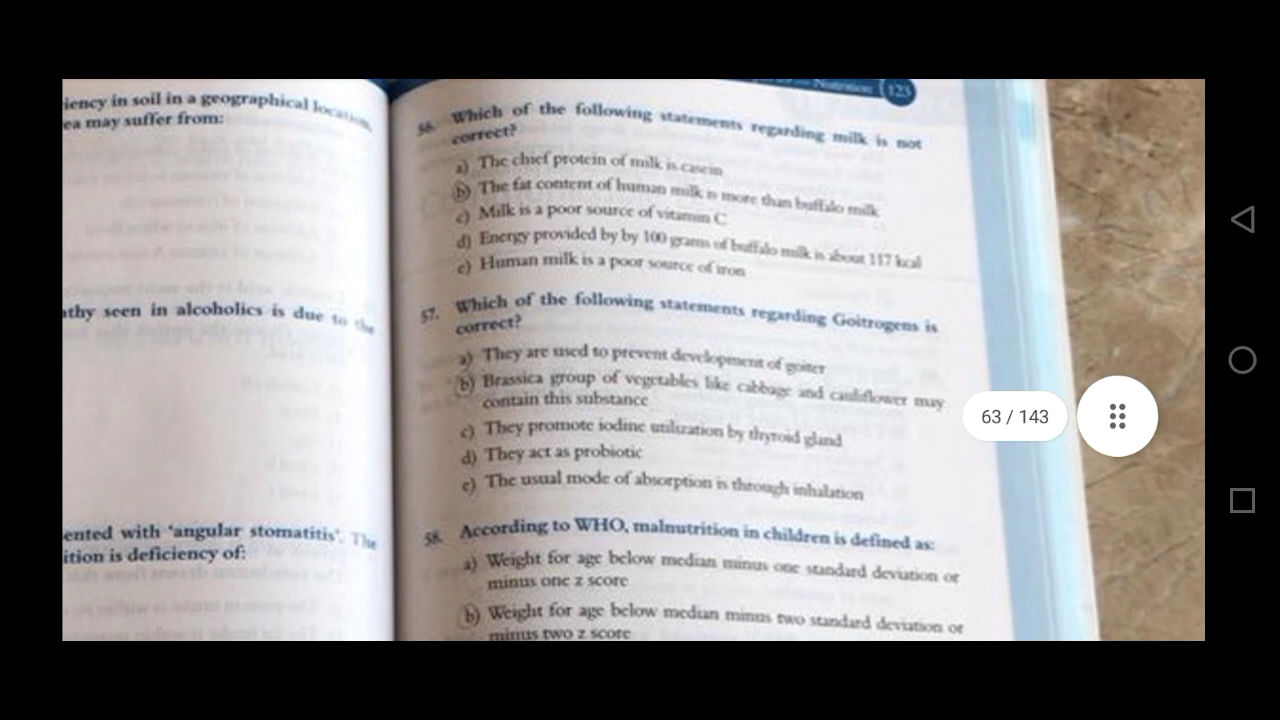 iency in soil in a geographical location,
ea may suffer from:
athy seen in alcoholics is due to the
ented with 'angular stomatitis'. The
ition is deficiency of:
Nutrition 123
56. Which of the following statements regarding milk is not
correct?
a) The chief protein of milk is casein
b) The fat content of human milk is more than buffalo milk
c) Milk is a poor source of vitamin C
d) Energy provided by by 100 grams of buffalo milk is about 117 kcal
e) Human milk is a poor source of iron
57. Which of the following statements regarding Goitrogens is
correct?
a) They are used to prevent development of goiter
b) Brassica group of vegetables like cabbage and cauliflower may
contain this substance
c) They promote iodine utilization by thyroid gland
d) They act as probiotic
e) The usual mode of absorption is through inhalation
58. According to WHO, malnutrition in children is defined as:
a) Weight for age below median minus one standard deviation or
minus one z score
b) Weight for age below median minus two standard deviation or
minus two z score
63 / 143